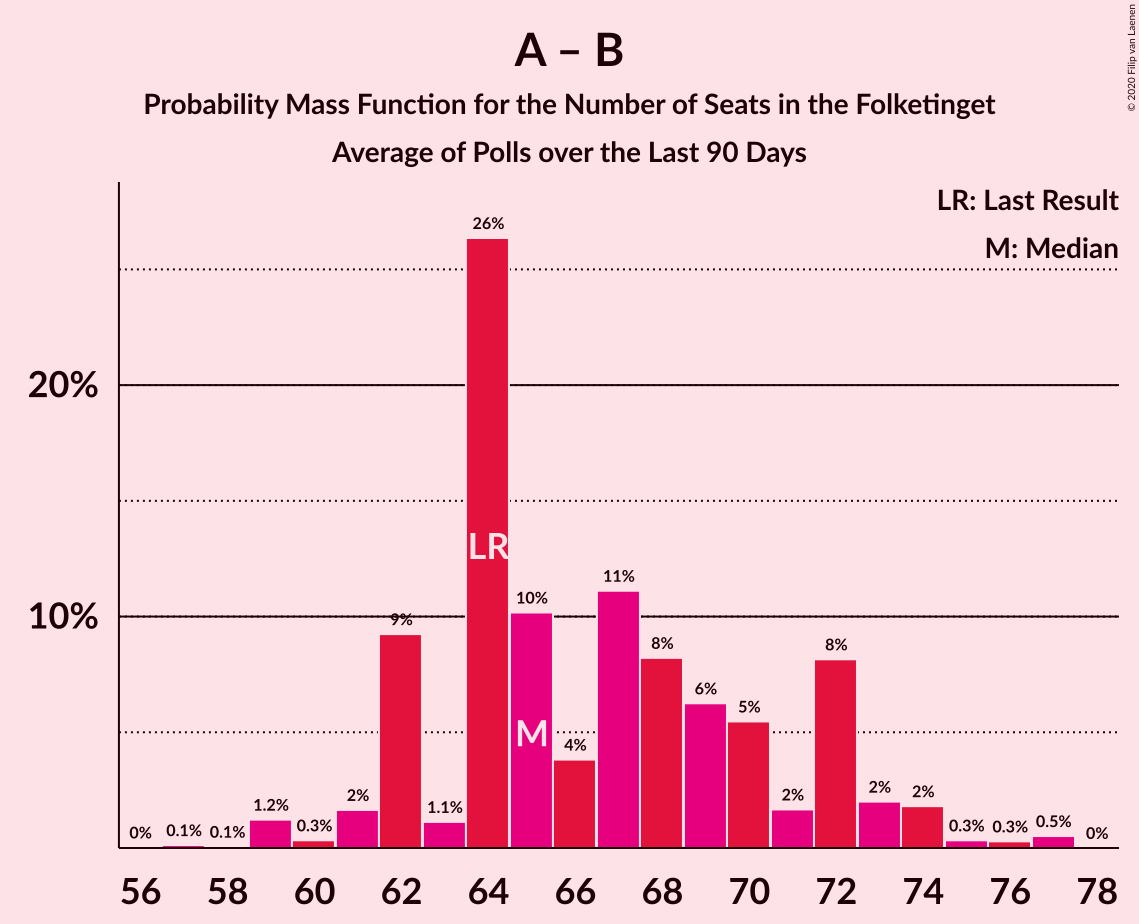 A – B
Probability Mass Function for the Number of Seats in the Folketinget
Average of Polls over the Last 90 Days
© 2020 Filip van Laenen
LR: Last Result
M: Median
20%
10%
0%
0.1%
0.1%
1.2%
0.3%
2%
9%
1.1%
26%
LR
10%
M
4%
11%
8%
6%
5%
2%
8%
2%
2%
0.3%
0.3%
0.5%
0%
56 58 60 62 64 66 68 70 72 74 76 78